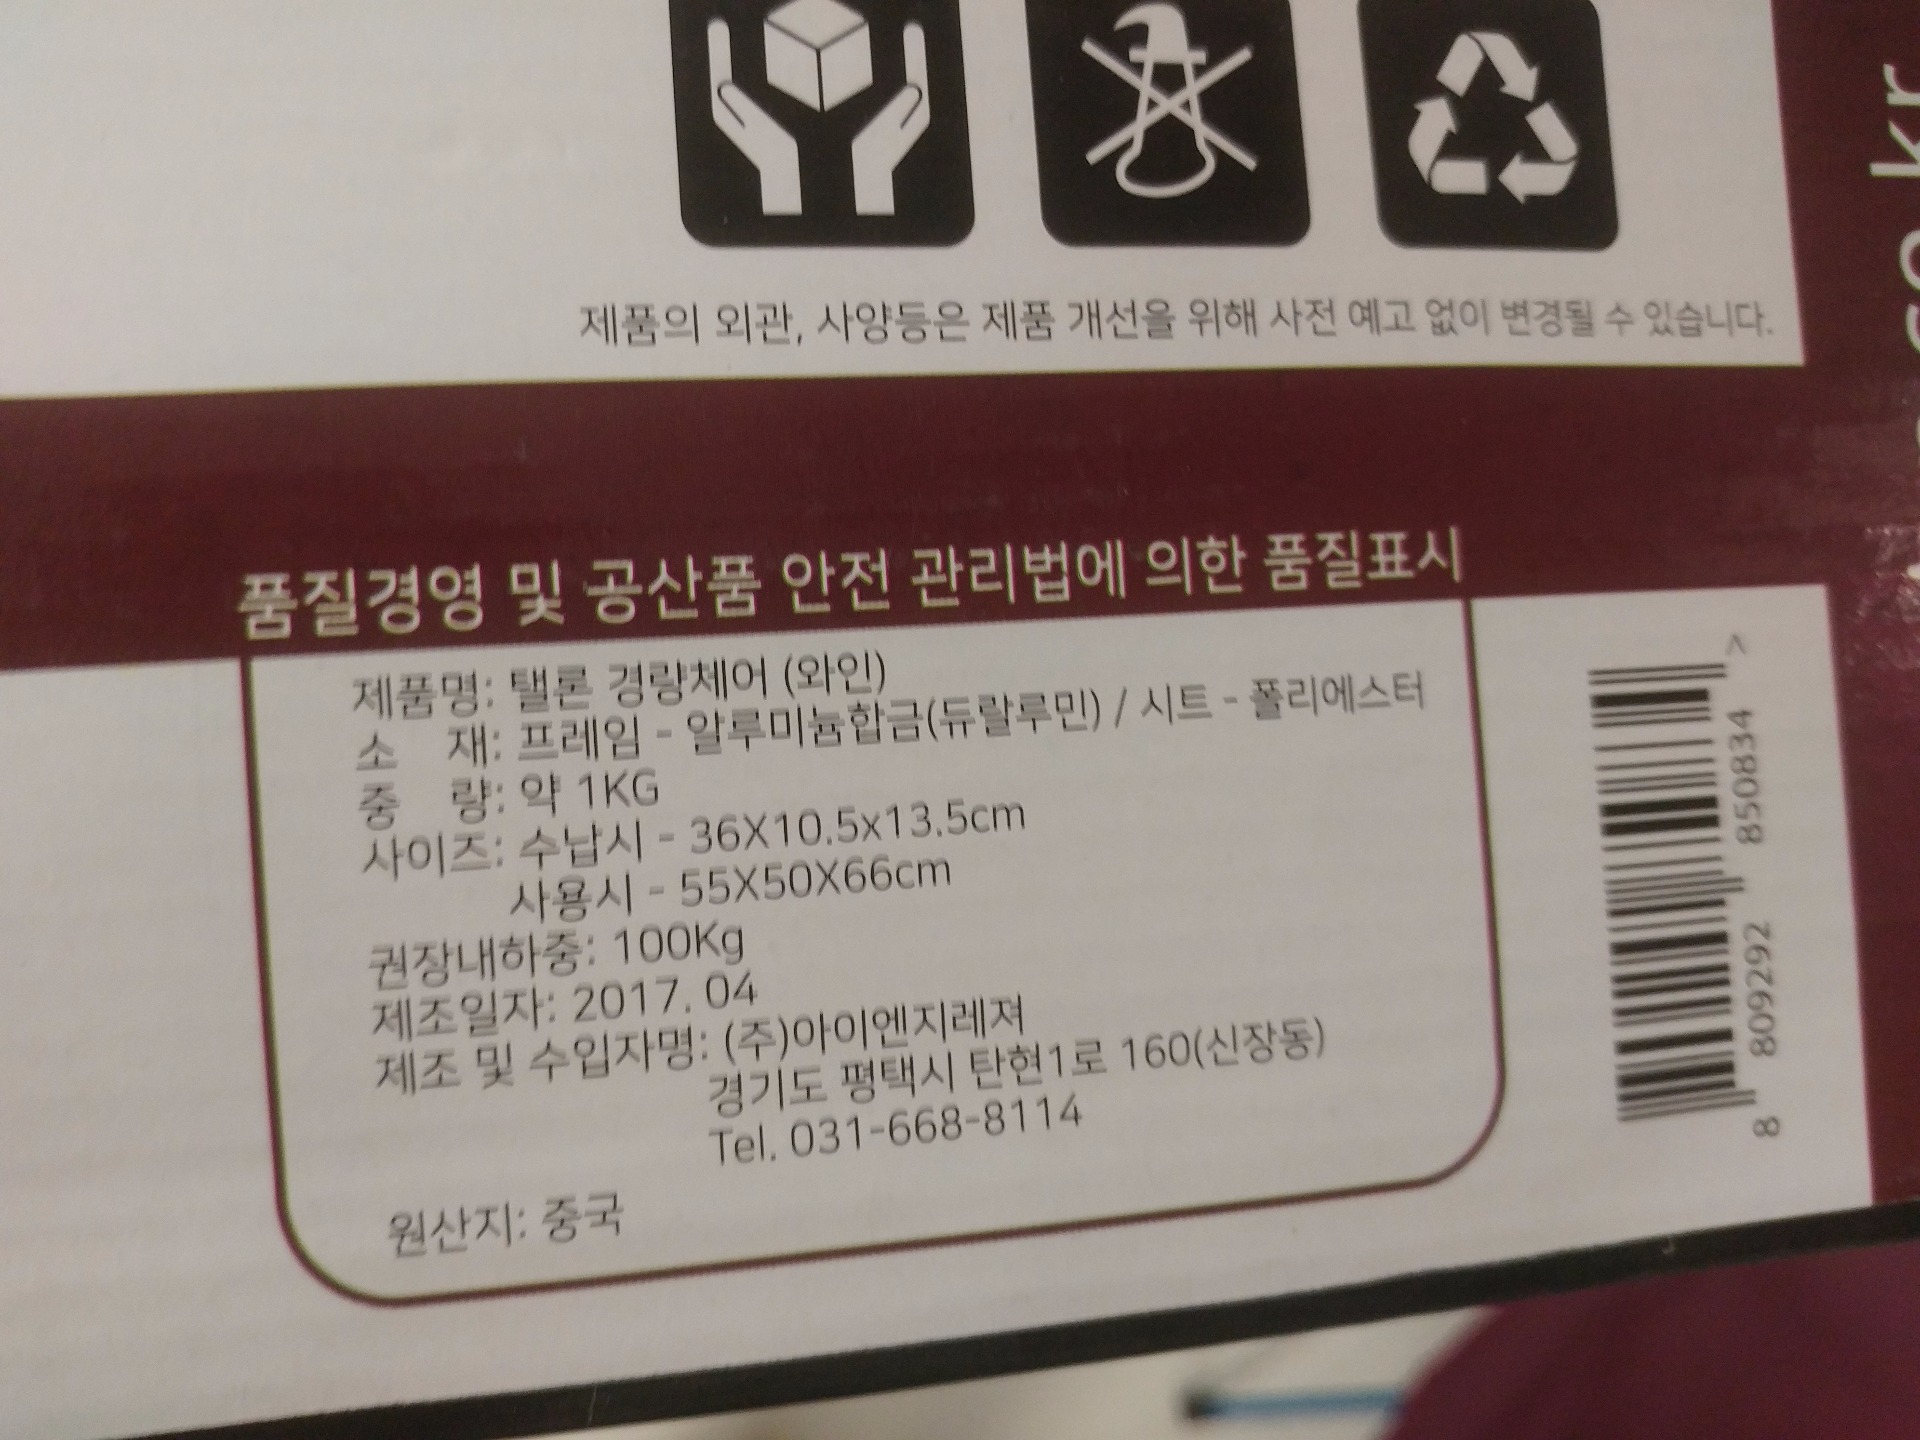 제품의 외관, 사양등은 제품 개선을 위해 사전 예고 없이 변경될 수 있습니다.
품질경영 및 공산품 안전 관리법에 의한 품질표시
제품명: 탤론 경량체어 (와인)
소 재: 프레임 - 알루미늄합금(듀랄루민) / 시트 - 폴리에스터
중 량: 약 1KG
사이즈: 수납시 - 36X10.5x13.5cm
사용시 - 55X50X66cm
권장내하중: 100Kg
제조일자: 2017. 04
제조 및 수입자명: (주)아이엔지레져
경기도 평택시 탄현1로 160(신장동)
Tel. 031-668-8114
원산지: 중국
8 809292 850834 >